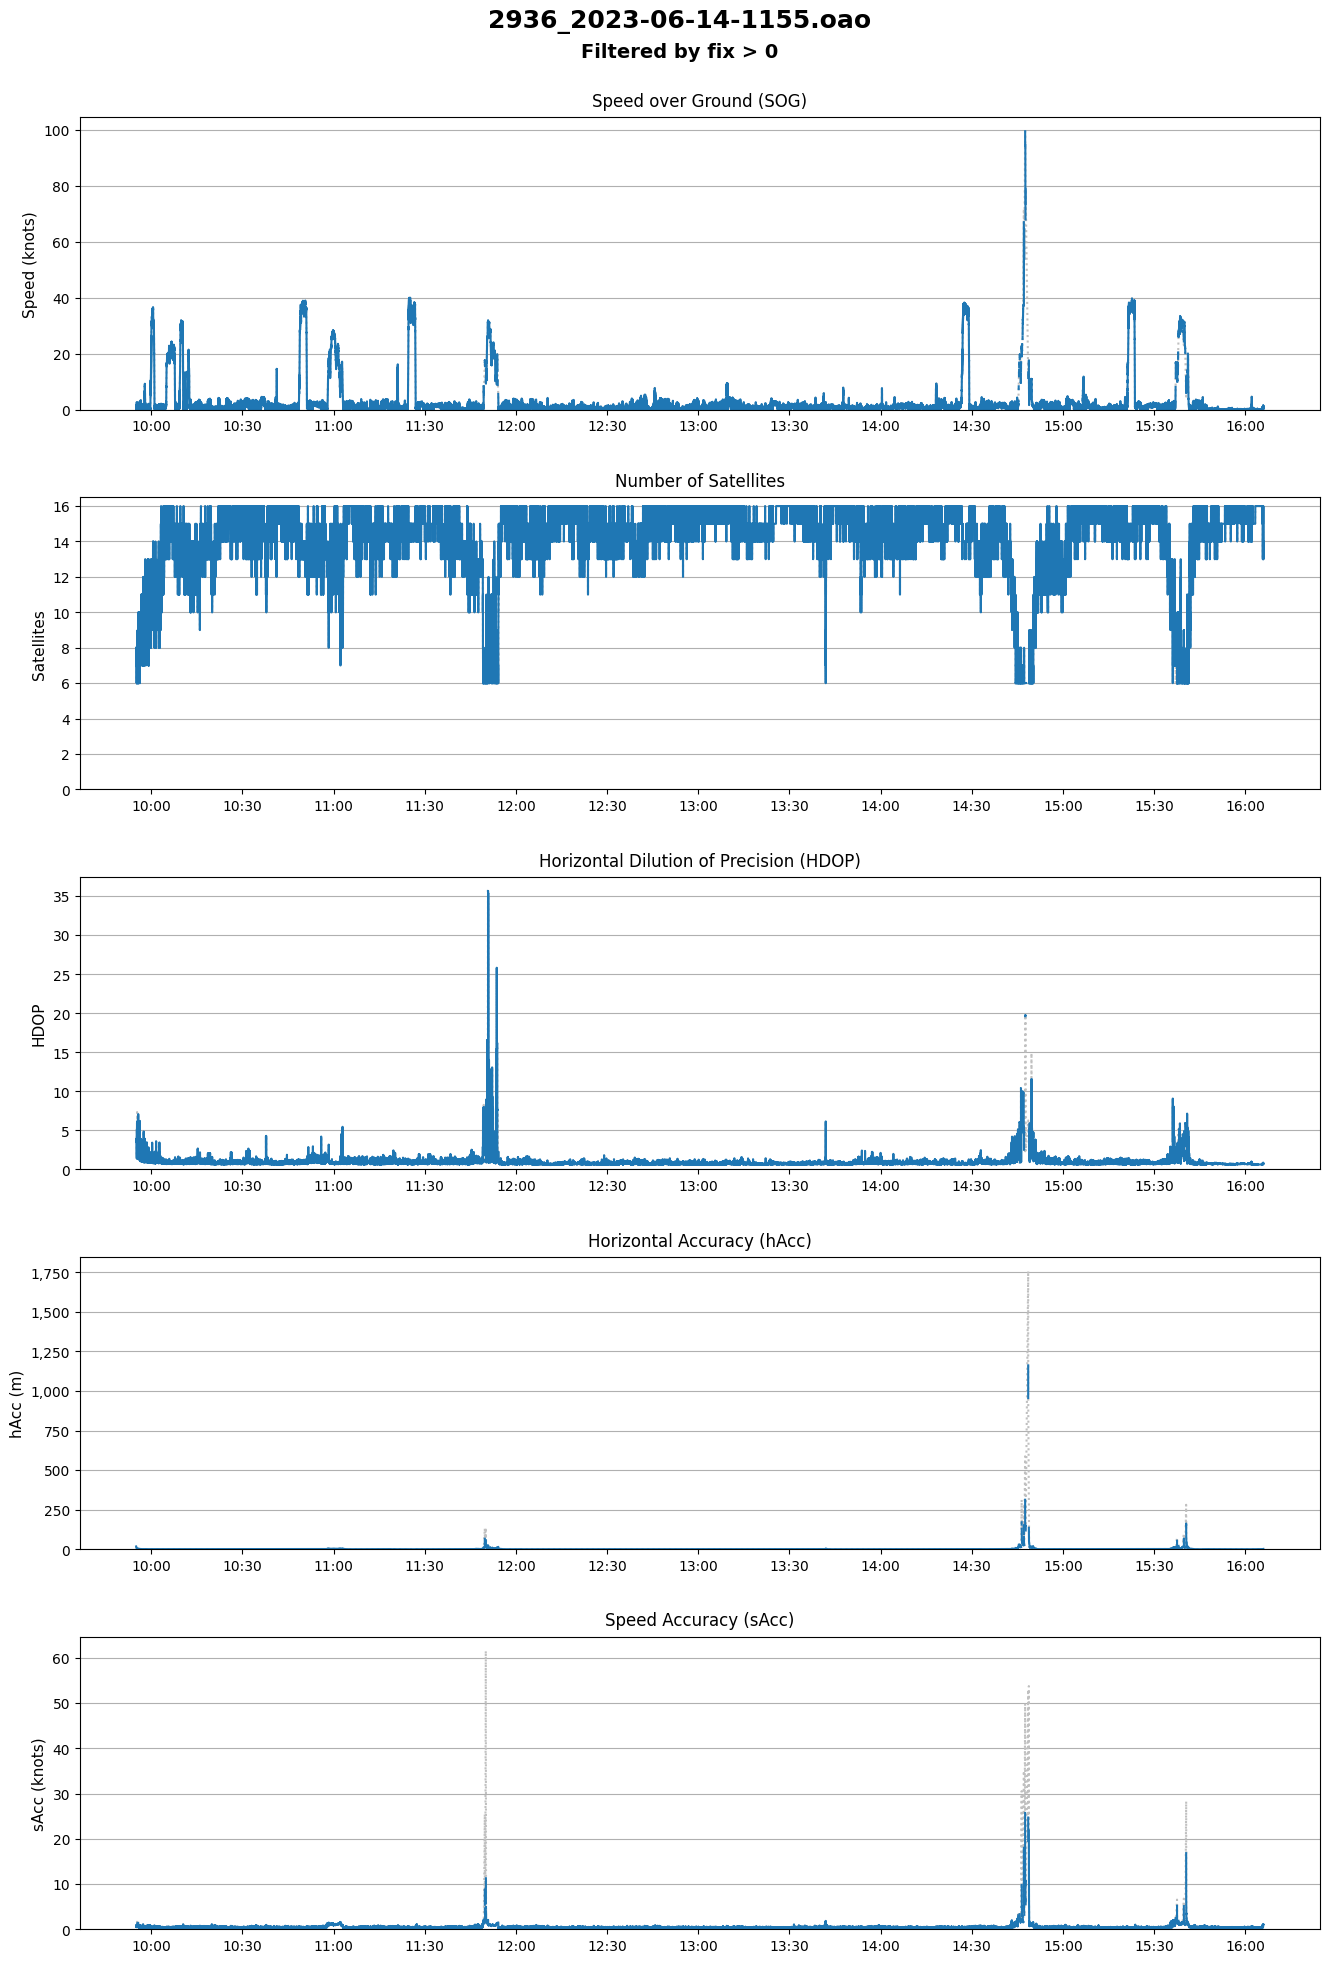 2936_2023-06-14-1155.oao
Filtered by fix > 0
Speed over Ground (SOG)
Speed (knots)
100
80
60
40
20
0
10:00 10:30 11:00 11:30 12:00 12:30 13:00 13:30 14:00 14:30 15:00 15:30 16:00
Number of Satellites
Satellites
16
14
12
10
8
6
4
2
0
10:00 10:30 11:00 11:30 12:00 12:30 13:00 13:30 14:00 14:30 15:00 15:30 16:00
Horizontal Dilution of Precision (HDOP)
HDOP
35
30
25
20
15
10
5
0
10:00 10:30 11:00 11:30 12:00 12:30 13:00 13:30 14:00 14:30 15:00 15:30 16:00
Horizontal Accuracy (hAcc)
hAcc (m)
1,750
1,500
1,250
1,000
750
500
250
0
10:00 10:30 11:00 11:30 12:00 12:30 13:00 13:30 14:00 14:30 15:00 15:30 16:00
Speed Accuracy (sAcc)
sAcc (knots)
60
50
40
30
20
10
0
10:00 10:30 11:00 11:30 12:00 12:30 13:00 13:30 14:00 14:30 15:00 15:30 16:00